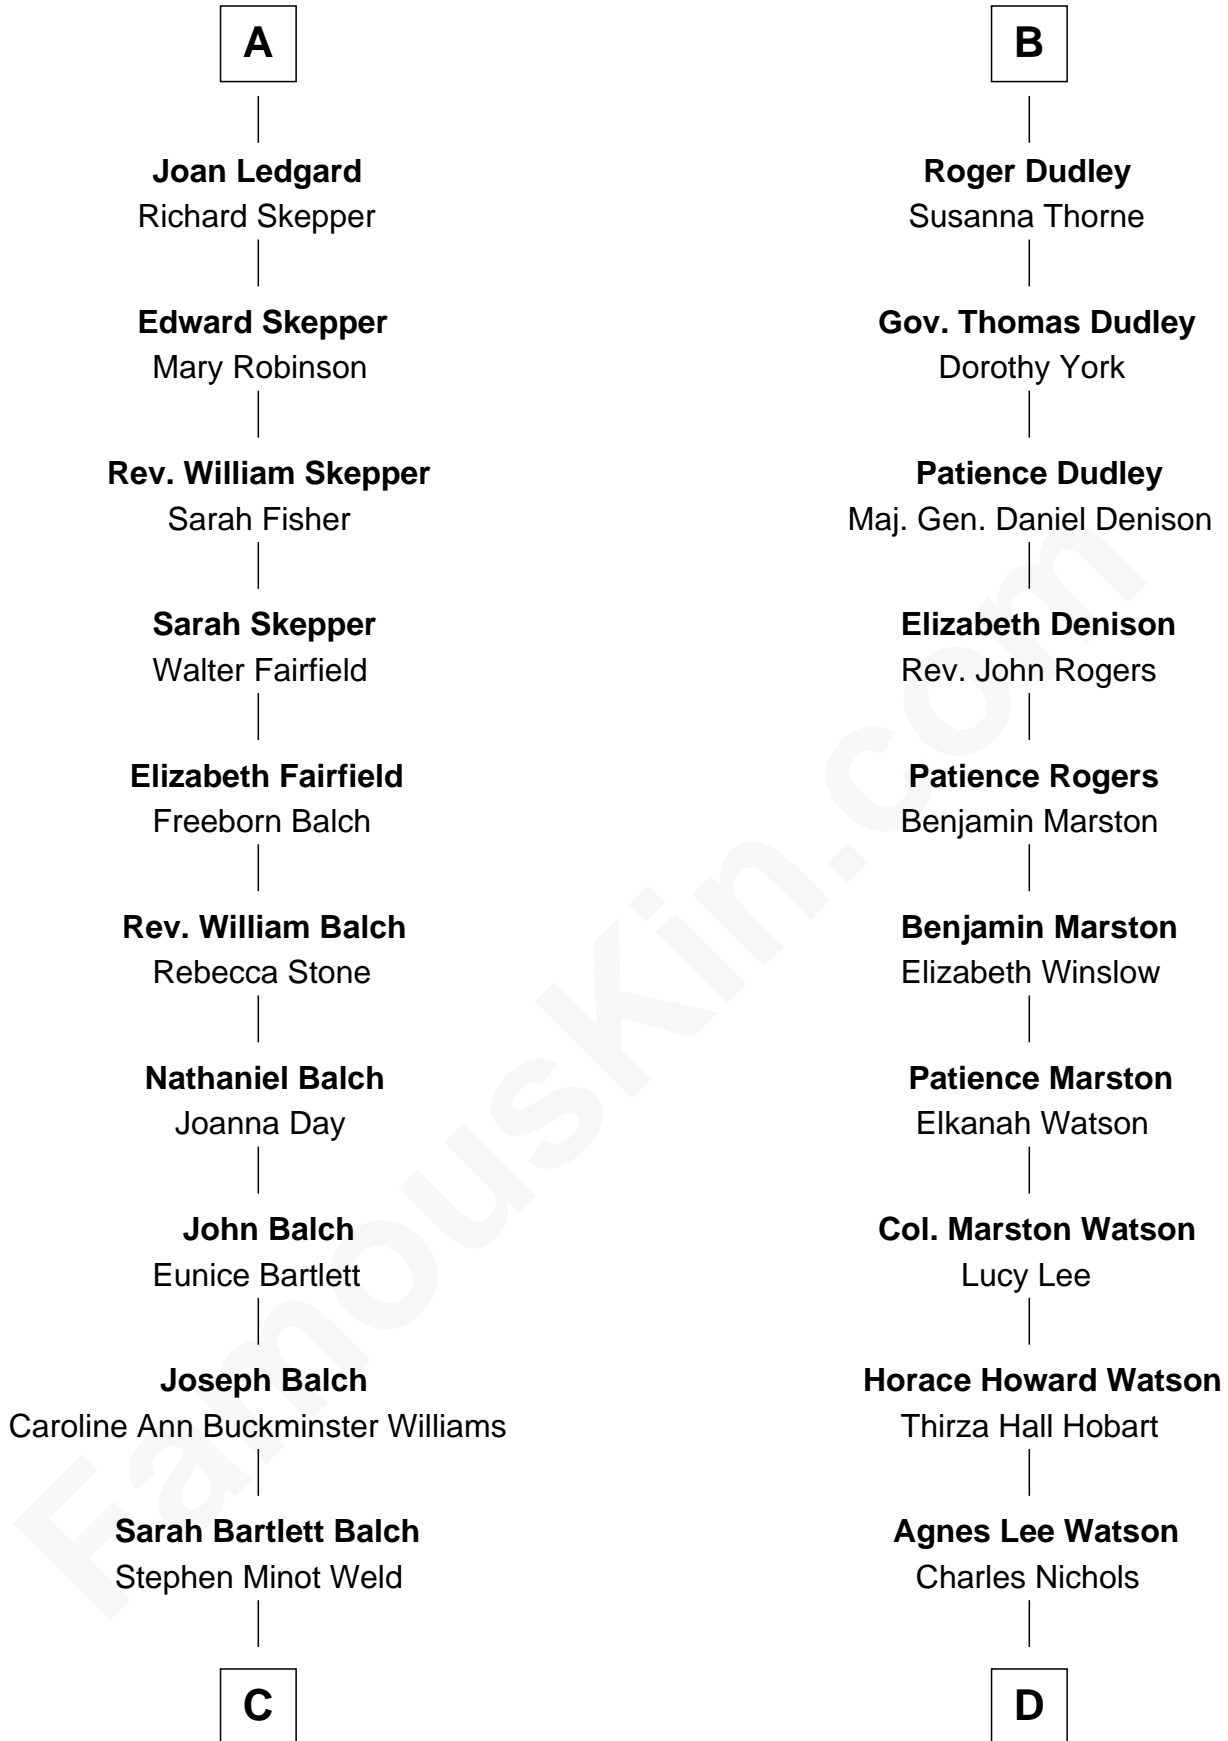 A
Joan Ledgard
Richard Skepper
Edward Skepper
Mary Robinson
Rev. William Skepper
Sarah Fisher
Sarah Skepper
Walter Fairfield
Elizabeth Fairfield
Freeborn Balch
Rev. William Balch
Rebecca Stone
Nathaniel Balch
Joanna Day
John Balch
Eunice Bartlett
Joseph Balch
Caroline Ann Buckminster Williams
Sarah Bartlett Balch
Stephen Minot Weld
C
B
Roger Dudley
Susanna Thorne
Gov. Thomas Dudley
Dorothy York
Patience Dudley
Maj. Gen. Daniel Denison
Elizabeth Denison
Rev. John Rogers
Patience Rogers
Benjamin Marston
Benjamin Marston
Elizabeth Winslow
Patience Marston
Elkanah Watson
Col. Marston Watson
Lucy Lee
Horace Howard Watson
Thirza Hall Hobart
Agnes Lee Watson
Charles Nichols
D
FamousKin.com